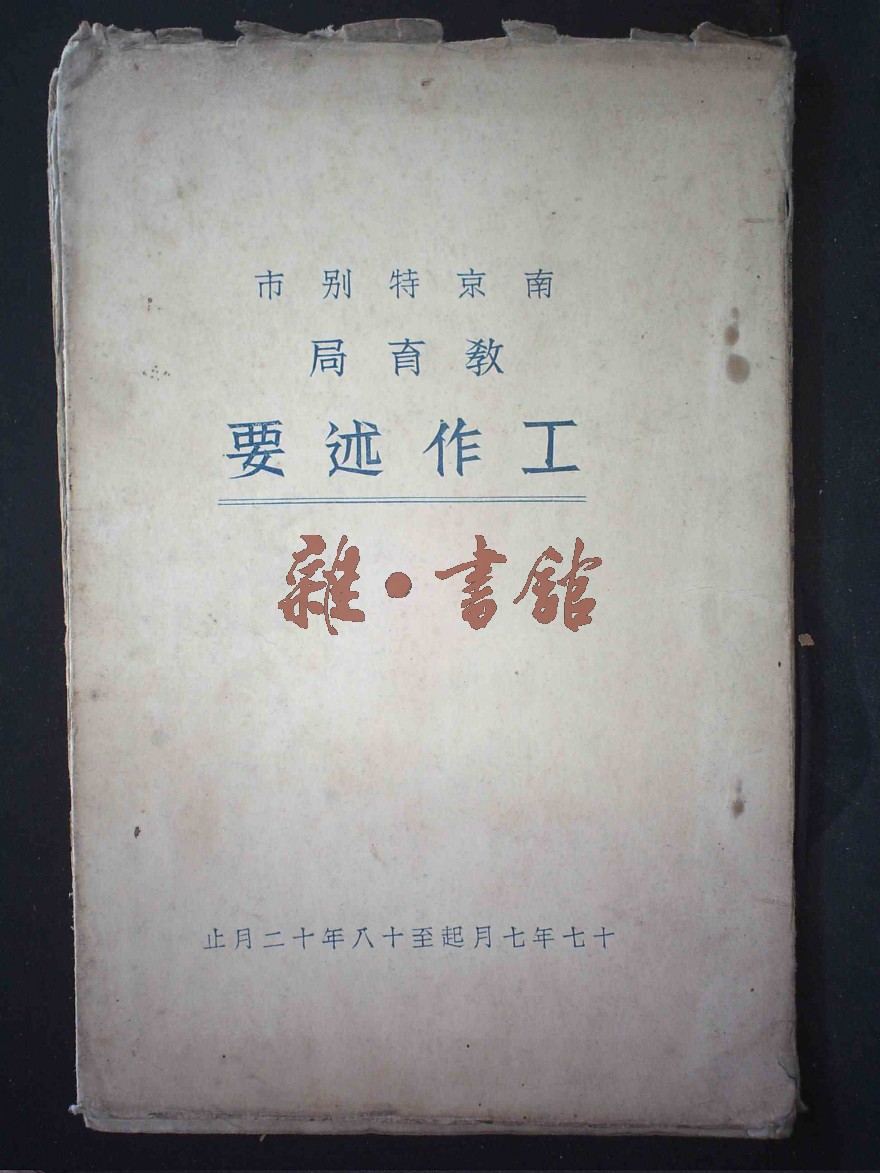 南京特别市
教育局
工作述要
雜·書館
十七年七月起至十八年十二月止